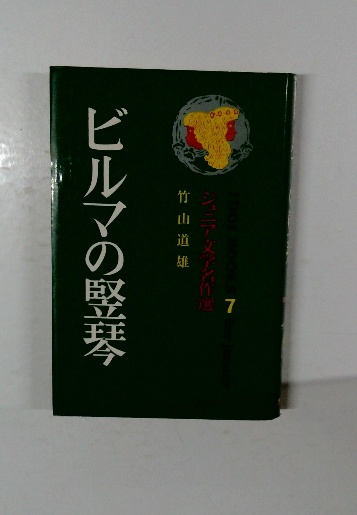 ビルマの竪琴
竹山道雄
ジュニア文学名作選
7